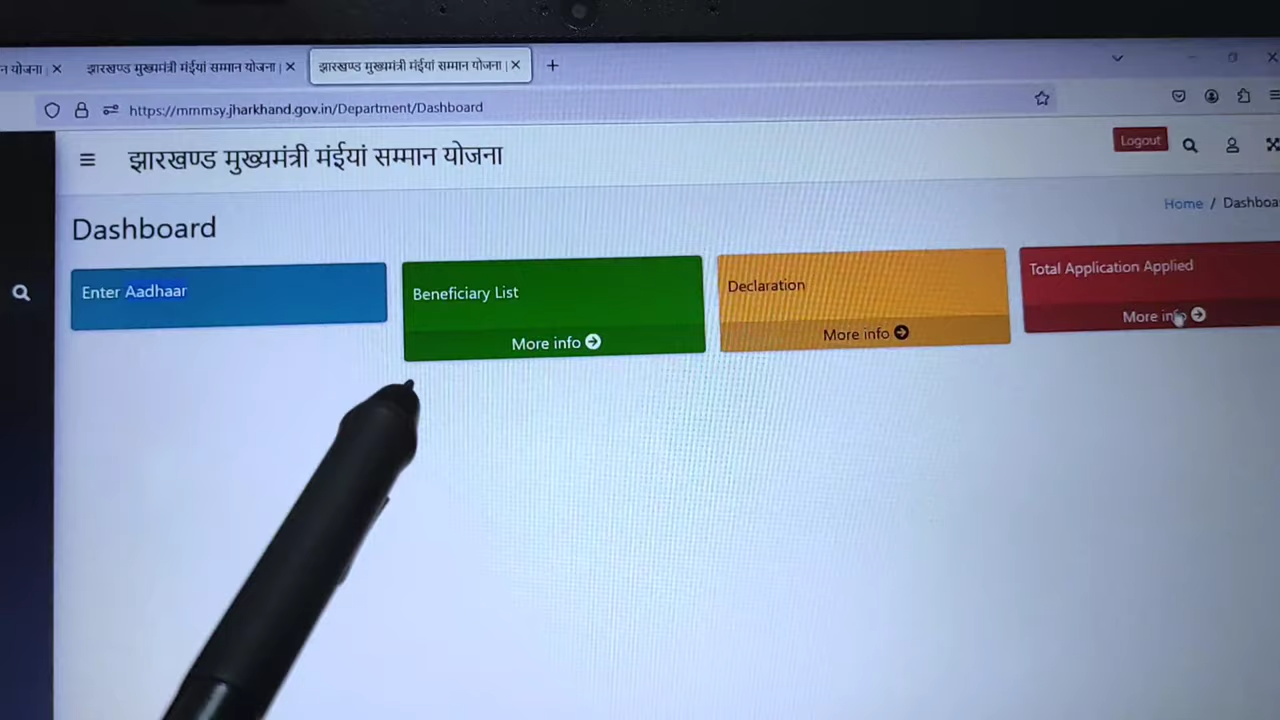 न योजना
झारखण्ड मुख्यमंत्री मंईयां सम्मान योजना |
झारखण्ड मुख्यमंत्री मंईयां सम्मान योजना |
https://mmmsy.jharkhand.gov.in/Department/Dashboard
झारखण्ड मुख्यमंत्री मंईयां सम्मान योजना
Logout
Home / Dashboa
Dashboard
Enter Aadhaar
Beneficiary List
More info
Declaration
More info
Total Application Applied
More info